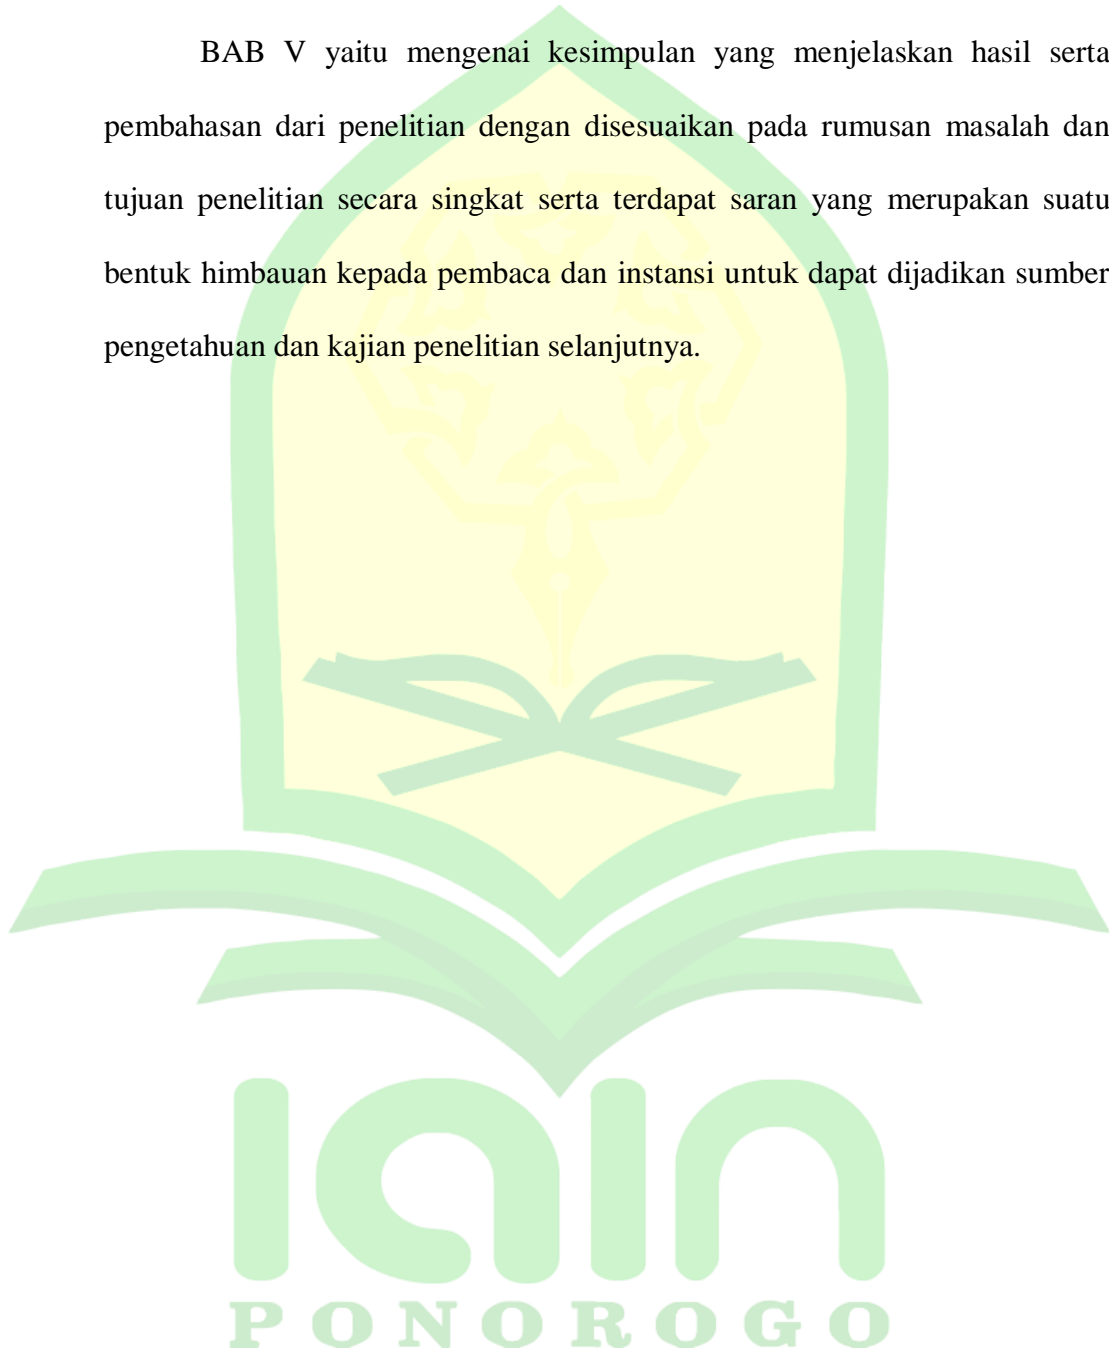 BAB V yaitu mengenai kesimpulan yang menjelaskan hasil serta
pembahasan dari penelitian dengan disesuaikan pada rumusan masalah dan
tujuan penelitian secara singkat serta terdapat saran yang merupakan suatu
bentuk himbauan kepada pembaca dan instansi untuk dapat dijadikan sumber
pengetahuan dan kajian penelitian selanjutnya.
iain
PONOROGO